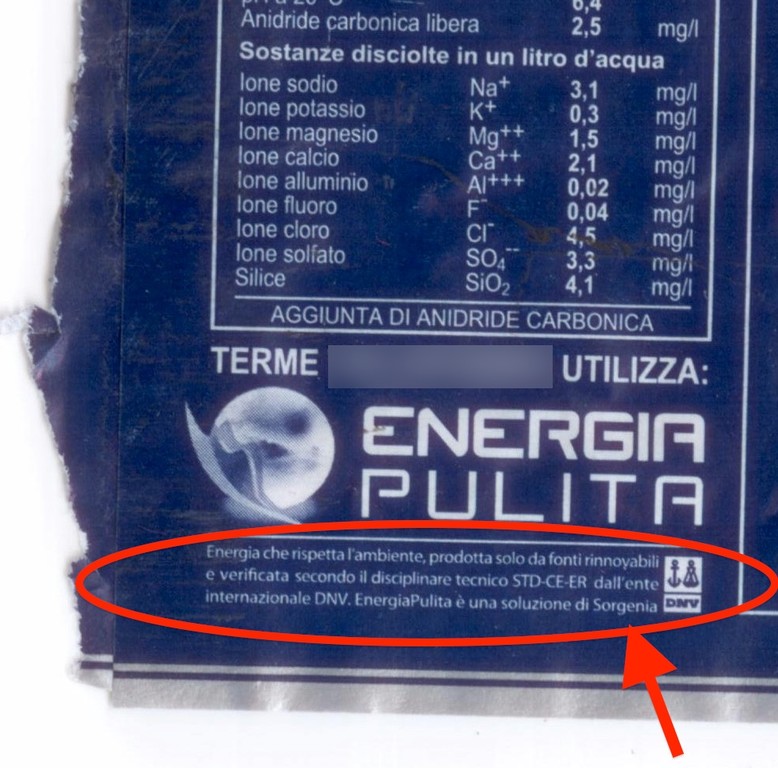 pH a 20°C 6,4
Anidride carbonica libera 2,5 mg/l
Sostanze disciolte in un litro d'acqua
Ione sodio Na+ 3,1 mg/l
Ione potassio K+ 0,3 mg/l
Ione magnesio Mg++ 1,5 mg/l
Ione calcio Ca++ 2,1 mg/l
Ione alluminio Al+++ 0,02 mg/l
Ione fluoro F- 0,04 mg/l
Ione cloro Cl- 4,5 mg/l
Ione solfato SO4-- 3,3 mg/l
Silice SiO2 4,1 mg/l
AGGIUNTA DI ANIDRIDE CARBONICA
TERME UTILIZZA:
ENERGIA
PULITA
Energia che rispetta l'ambiente, prodotta solo da fonti rinnovabili
e verificata secondo il disciplinare tecnico STD-CE-ER dall'ente
internazionale DNV. EnergiaPulita è una soluzione di Sorgenia
DNV